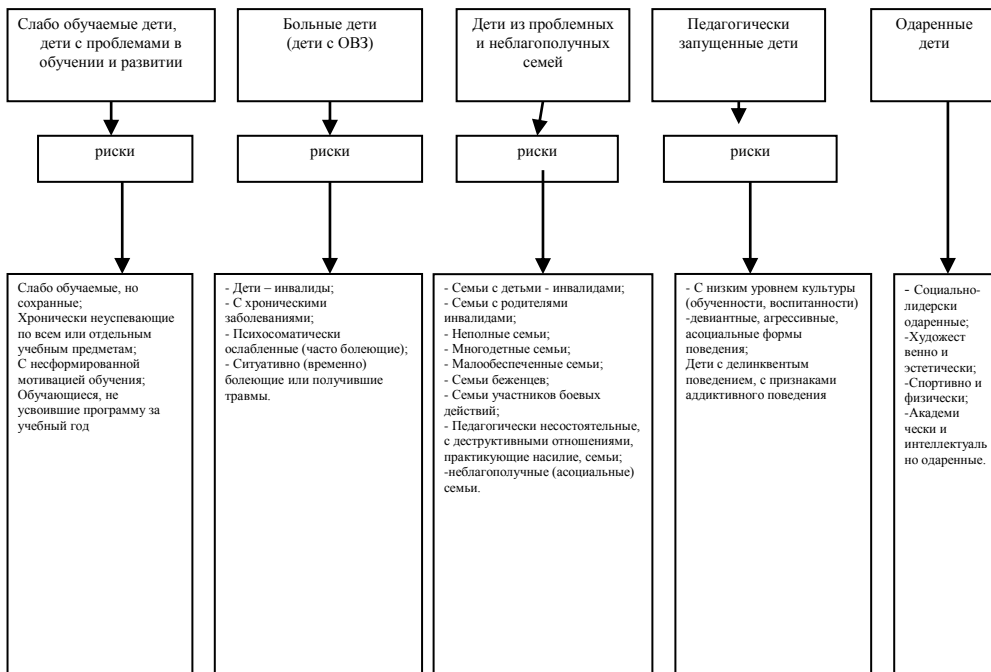 Слабо обучаемые дети,
дети с проблемами в
обучении и развитии
Больные дети
(дети с ОВЗ)
Дети из проблемных
и неблагополучных
семей
Педагогически
запущенные дети
Одаренные
дети
риски
риски
риски
риски
Слабо обучаемые, но
сохранные;
Хронически неуспевающие
по всем или отдельным
учебным предметам;
С несформированной
мотивацией обучения;
Обучающиеся, не
усвоившие программу за
учебный год
- Дети – инвалиды;
- С хроническими
заболеваниями;
- Психосоматически
ослабленные (часто болеющие);
- Ситуативно (временно)
болеющие или получившие
травмы.
- Семьи с детьми - инвалидами;
- Семьи с родителями
инвалидами;
- Неполные семьи;
- Многодетные семьи;
- Малообеспеченные семьи;
- Семьи беженцев;
- Семьи участников боевых
действий;
- Педагогически несостоятельные,
с деструктивными отношениями,
практикующие насилие, семьи;
-неблагополучные (асоциальные)
семьи.
- С низким уровнем культуры
(обученности, воспитанности)
-девиантные, агрессивные,
асоциальные формы
поведения;
Дети с делинквентым
поведением, с признаками
аддиктивного поведения
- Социально-
лидерски
одаренные;
-Художест
венно и
эстетически;
-Спортивно и
физически;
-Академи
чески и
интеллектуаль
но одаренные.